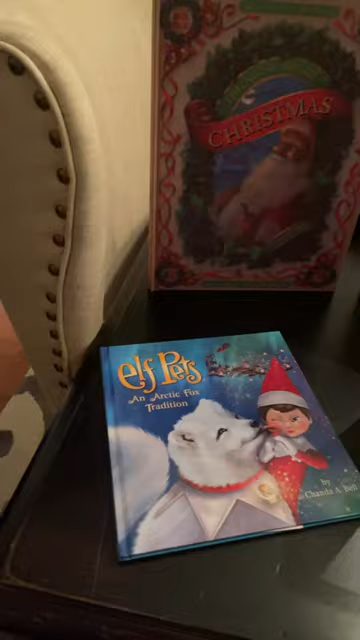 CHRISTMAS
elf Pets
An Arctic Fox
Tradition
by
Chanda A. Bell